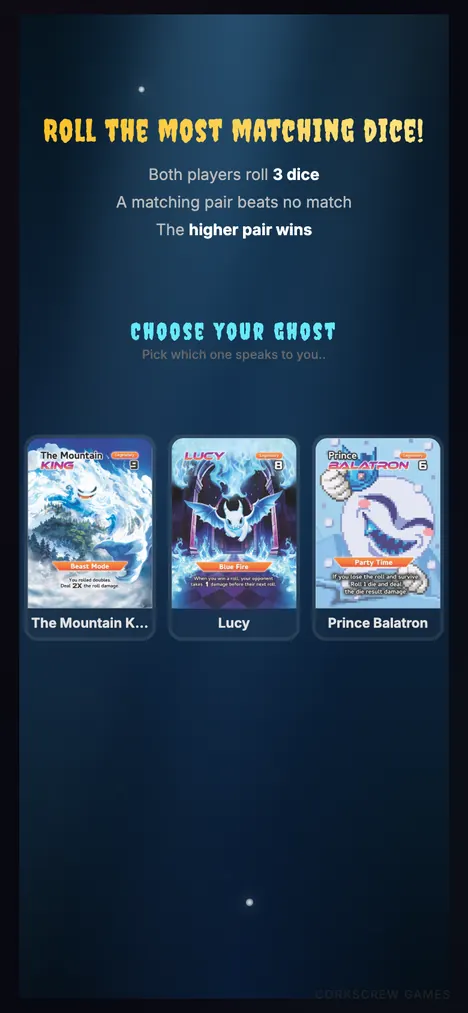 ROLL THE MOST MATCHING DICE!
Both players roll 3 dice
A matching pair beats no match
The higher pair wins
CHOOSE YOUR GHOST
Pick which one speaks to you..
The Mountain
KING
Legendary
9
Beast Mode
You rolled doubles
Deal 2X the roll damage
The Mountain K...
LUCY
Legendary
8
Blue Fire
When you win a roll, your opponent
takes 1 damage before their next roll.
Lucy
Prince
BALATRON
Legendary
6
Party Time
If you lose the roll and survive
Roll 1 die and deal
the die result damage
Prince Balatron
CORKSCREW GAMES